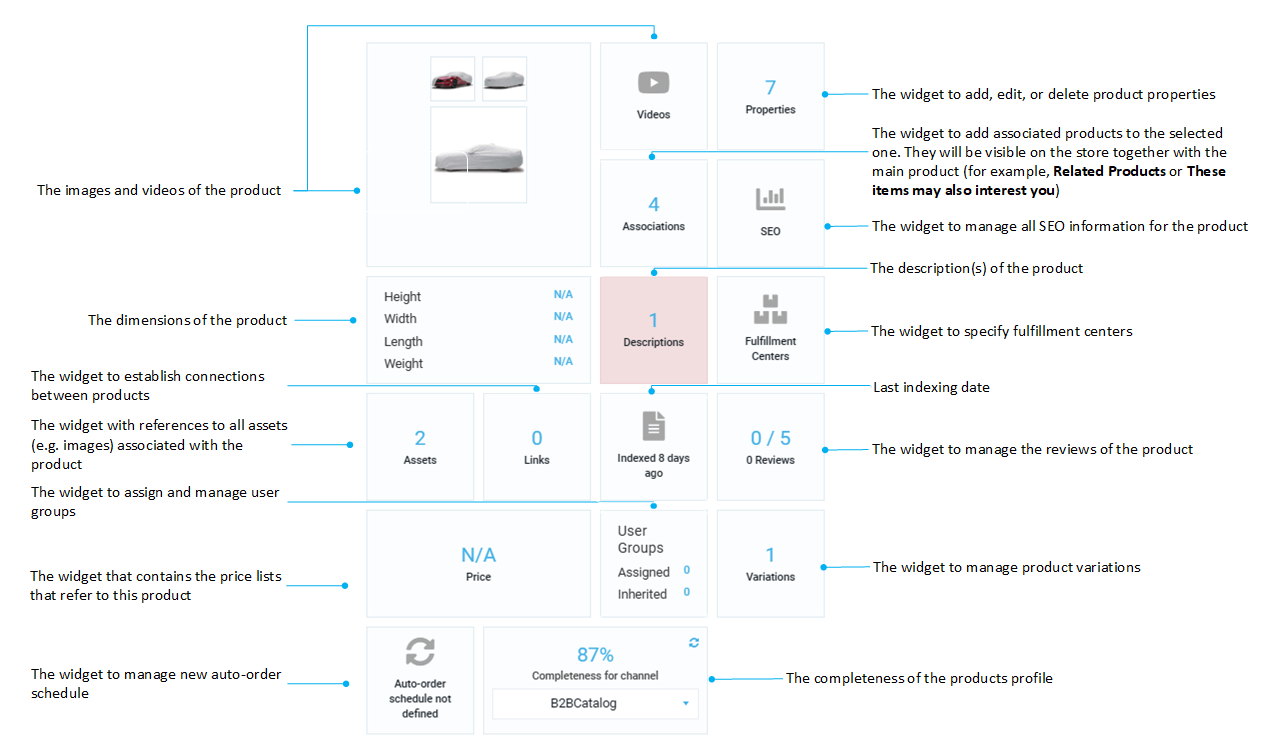 Videos
7
Properties
The widget to add, edit, or delete product properties
The widget to add associated products to the selected
one. They will be visible on the store together with the
main product (for example, Related Products or These
items may also interest you)
The images and videos of the product
4
Associations
SEO
The widget to manage all SEO information for the product
The description(s) of the product
The dimensions of the product
Height N/A
Width N/A
Length N/A
Weight N/A
1
Descriptions
Fulfillment
Centers
The widget to specify fulfillment centers
The widget to establish connections
between products
Last indexing date
The widget with references to all assets
(e.g. images) associated with the
product
2
Assets
0
Links
Indexed 8 days
ago
0 / 5
0 Reviews
The widget to manage the reviews of the product
The widget to assign and manage user
groups
The widget that contains the price lists
that refer to this product
N/A
Price
User
Groups
Assigned 0
Inherited 0
1
Variations
The widget to manage product variations
The widget to manage new auto-order
schedule
Auto-order
schedule not
defined
87%
Completeness for channel
B2BCatalog
The completeness of the products profile